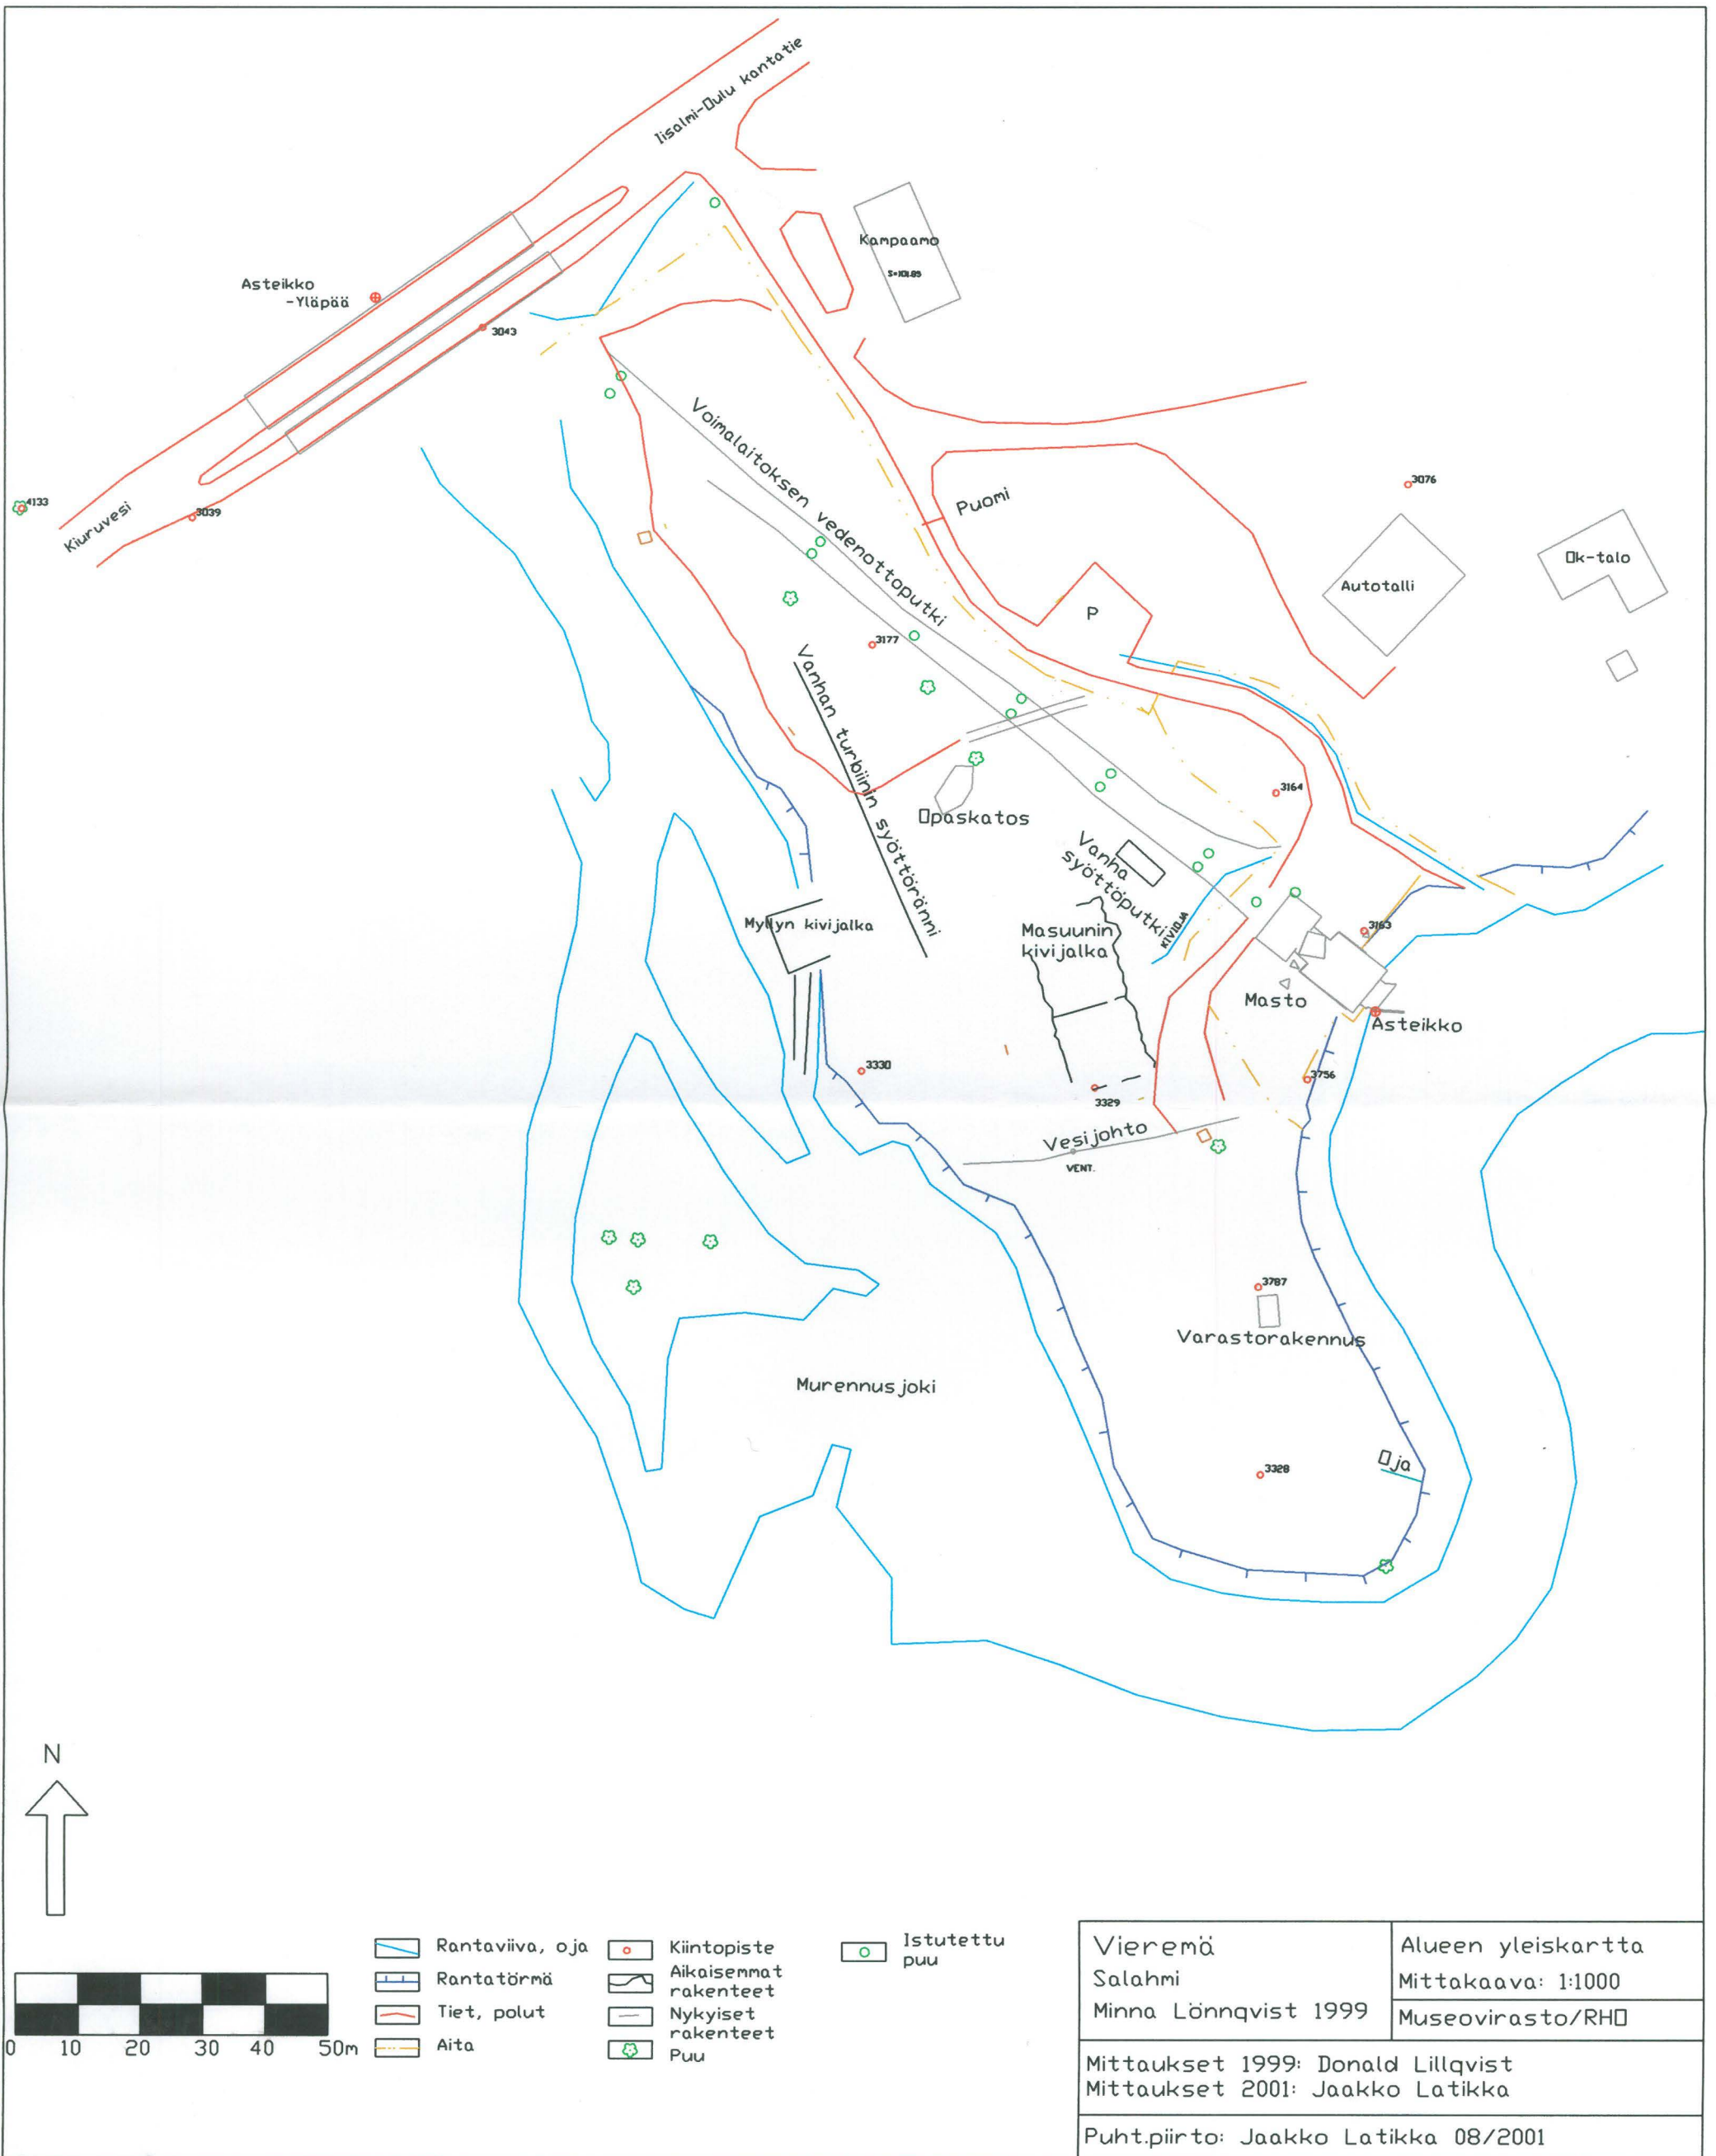 Iisalmi-Oulu kantatie
Kampaamo
S=101.85
Asteikko
-Yläpää
3043
Voimalaitoksen vedenottoputki
4133
3039
Kiuruvesi
Puomi
3076
Ok-talo
Autotalli
P
3177
Vanhan turbiinin syöttöränni
3164
Opaskatos
Vanha
syöttöputki
KIVIOJA
Myllyn kivijalka
Masuunin
kivijalka
3163
Masto
Asteikko
3330
3756
3329
Vesijohto
VENT.
3787
Varastorakennus
Murennusjoki
Oja
3328
N
0 10 20 30 40 50m
Rantaviiva, oja
Rantatörmä
Tiet, polut
Aita
Kiintopiste
Aikaisemmat
rakenteet
Nykyiset
rakenteet
Puu
Istutettu
puu
Vieremä
Salahmi
Minna Lönnqvist 1999
Alueen yleiskartta
Mittakaava: 1:1000
Museovirasto/RHO
Mittaukset 1999: Donald Lillqvist
Mittaukset 2001: Jaakko Latikka
Puht.piirto: Jaakko Latikka 08/2001